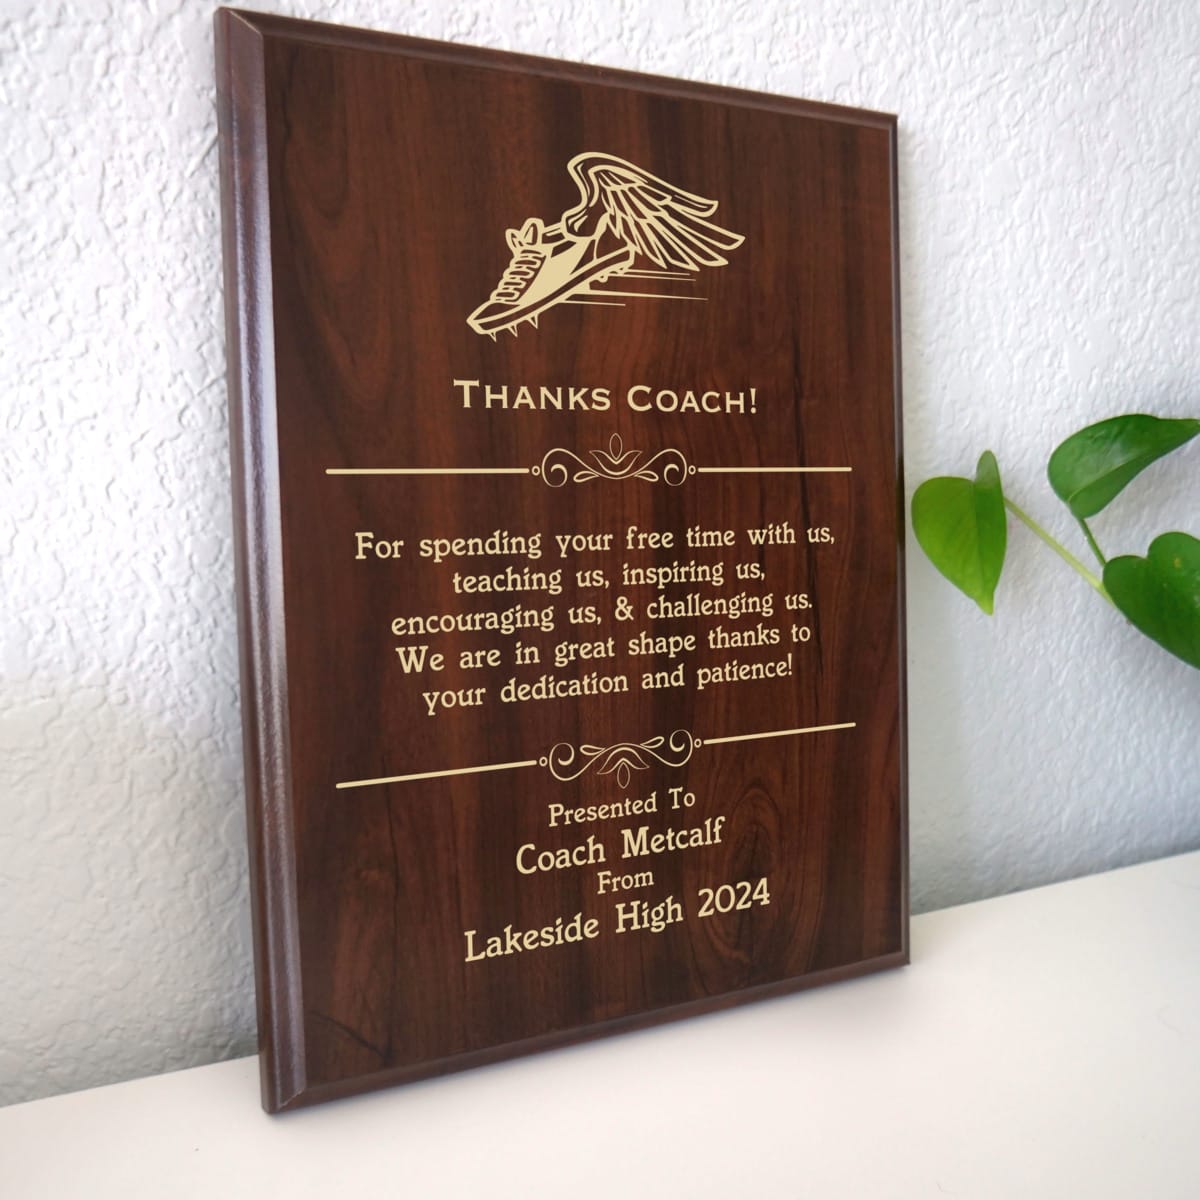 Thanks Coach!
For spending your free time with us,
teaching us, inspiring us,
encouraging us, & challenging us.
We are in great shape thanks to
your dedication and patience!
Presented To
Coach Metcalf
From
Lakeside High 2024